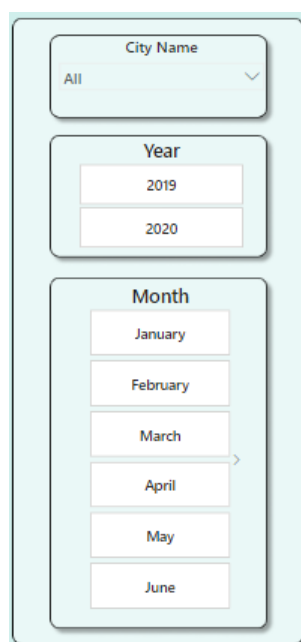 City Name
All
Year
2019
2020
Month
January
February
March
April
May
June